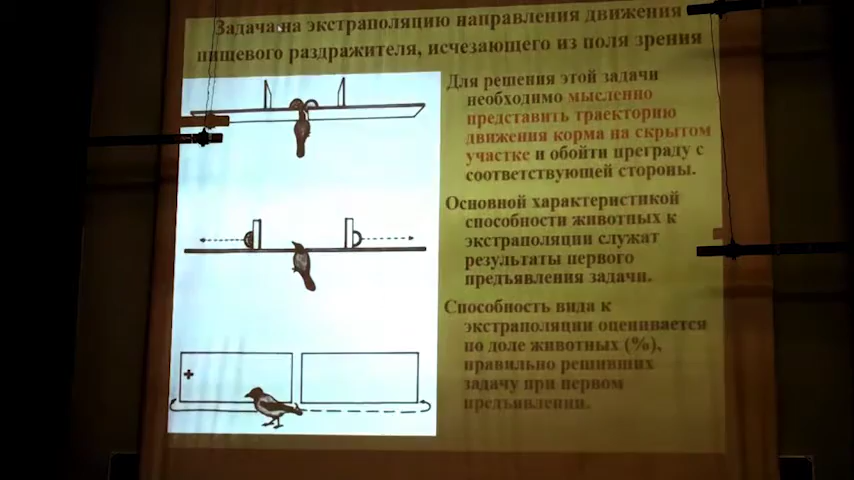 Задача на экстраполяцию направления движения
пищевого раздражителя, исчезающего из поля зрения
Для решения этой задачи
необходимо мысленно
представить траекторию
движения корма на скрытом
участке и обойти преграду с
соответствующей стороны.
Основной характеристикой
способности животных к
экстраполяции служат
результаты первого
предъявления задачи.
Способность вида к
экстраполяции оценивается
по доле животных (%),
правильно решивших
задачу при первом
предъявлении.